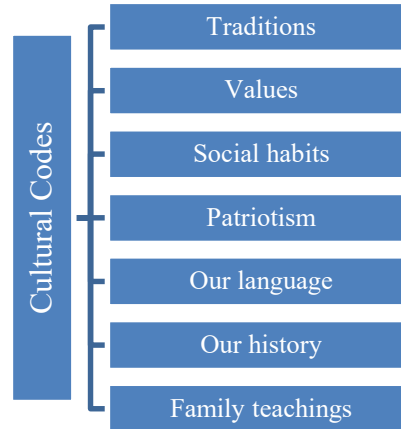 Cultural Codes
Traditions
Values
Social habits
Patriotism
Our language
Our history
Family teachings